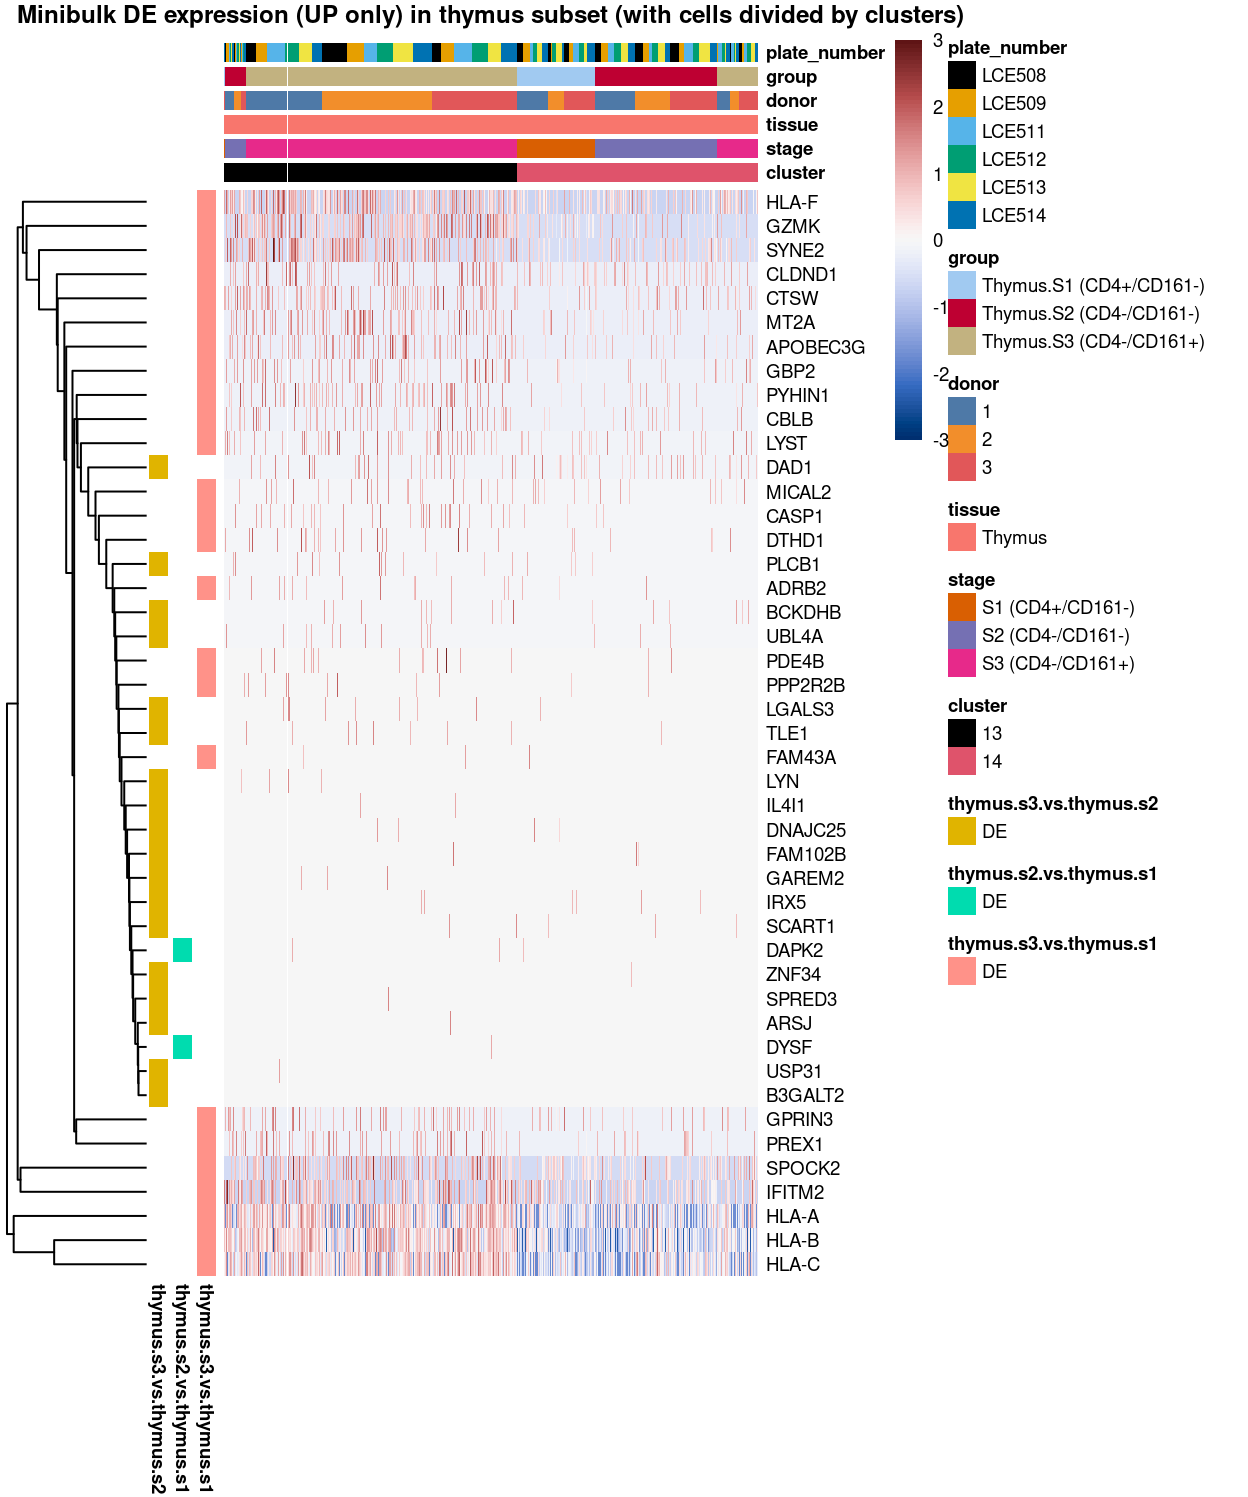 Minibulk DE expression (UP only) in thymus subset (with cells divided by clusters)
plate_number
group
donor
tissue
stage
cluster
HLA-F
GZMK
SYNE2
CLDND1
CTSW
MT2A
APOBEC3G
GBP2
PYHIN1
CBLB
LYST
DAD1
MICAL2
CASP1
DTHD1
PLCB1
ADRB2
BCKDHB
UBL4A
PDE4B
PPP2R2B
LGALS3
TLE1
FAM43A
LYN
IL4I1
DNAJC25
FAM102B
GAREM2
IRX5
SCART1
DAPK2
ZNF34
SPRED3
ARSJ
DYSF
USP31
B3GALT2
GPRIN3
PREX1
SPOCK2
IFITM2
HLA-A
HLA-B
HLA-C
thymus.s3.vs.thymus.s2
thymus.s2.vs.thymus.s1
thymus.s3.vs.thymus.s1
3
2
1
0
-1
-2
-3
plate_number
LCE508
LCE509
LCE511
LCE512
LCE513
LCE514
group
Thymus.S1 (CD4+/CD161-)
Thymus.S2 (CD4-/CD161-)
Thymus.S3 (CD4-/CD161+)
donor
1
2
3
tissue
Thymus
stage
S1 (CD4+/CD161-)
S2 (CD4-/CD161-)
S3 (CD4-/CD161+)
cluster
13
14
thymus.s3.vs.thymus.s2
DE
thymus.s2.vs.thymus.s1
DE
thymus.s3.vs.thymus.s1
DE